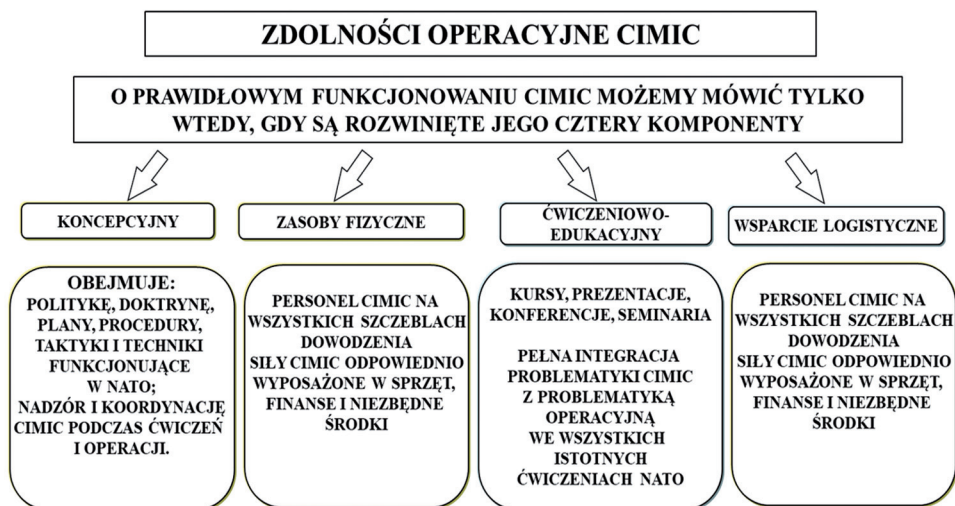 ZDOLNOŚCI OPERACYJNE CIMIC
O PRAWIDŁOWYM FUNKCJONOWANIU CIMIC MOŻEMY MÓWIĆ TYLKO
WTEDY, GDY SĄ ROZWINIĘTE JEGO CZTERY KOMPONENTY
KONCEPCYJNY
OBEJMUJE:
POLITYKĘ, DOKTRYNĘ,
PLANY, PROCEDURY,
TAKTYKI I TECHNIKI
FUNKCJONUJĄCE
W NATO;
NADZÓR I KOORDYNACJĘ
CIMIC PODCZAS ĆWICZEŃ
I OPERACJI.
ZASOBY FIZYCZNE
PERSONEL CIMIC NA
WSZYSTKICH SZCZEBLACH
DOWODZENIA
SIŁY CIMIC ODPOWIEDNIO
WYPOSAŻONE W SPRZĘT,
FINANSE I NIEZBĘDNE
ŚRODKI
ĆWICZENIOWO-
EDUKACYJNY
KURSY, PREZENTACJE,
KONFERENCJE, SEMINARIA
PEŁNA INTEGRACJA
PROBLEMATYKI CIMIC
Z PROBLEMATYKĄ
OPERACYJNĄ
WE WSZYSTKICH
ISTOTNYCH
ĆWICZENIACH NATO
WSPARCIE LOGISTYCZNE
PERSONEL CIMIC NA
WSZYSTKICH SZCZEBLACH
DOWODZENIA
SIŁY CIMIC ODPOWIEDNIO
WYPOSAŻONE W SPRZĘT,
FINANSE I NIEZBĘDNE
ŚRODKI